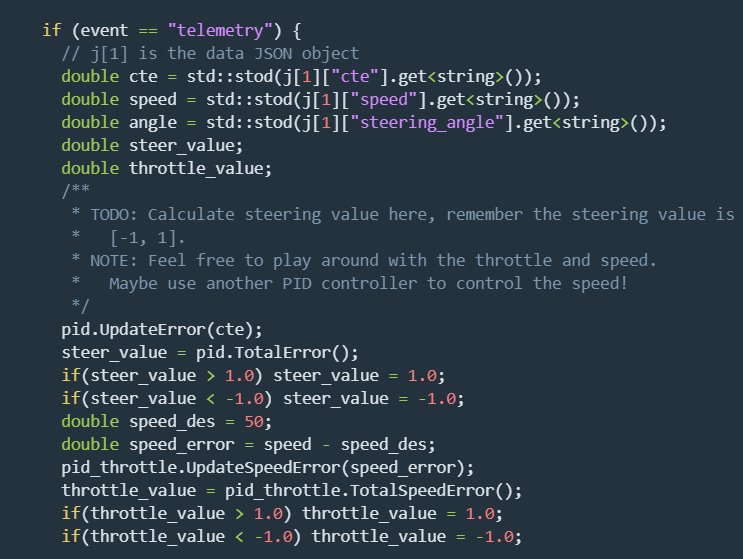 if (event == "telemetry") {
// j[1] is the data JSON object
double cte = std::stod(j[1]["cte"].get<string>());
double speed = std::stod(j[1]["speed"].get<string>());
double angle = std::stod(j[1]["steering_angle"].get<string>());
double steer_value;
double throttle_value;
/**
* TODO: Calculate steering value here, remember the steering value is
*   [-1, 1].
* NOTE: Feel free to play around with the throttle and speed.
*   Maybe use another PID controller to control the speed!
*/
pid.UpdateError(cte);
steer_value = pid.TotalError();
if(steer_value > 1.0) steer_value = 1.0;
if(steer_value < -1.0) steer_value = -1.0;
double speed_des = 50;
double speed_error = speed - speed_des;
pid_throttle.UpdateSpeedError(speed_error);
throttle_value = pid_throttle.TotalSpeedError();
if(throttle_value > 1.0) throttle_value = 1.0;
if(throttle_value < -1.0) throttle_value = -1.0;